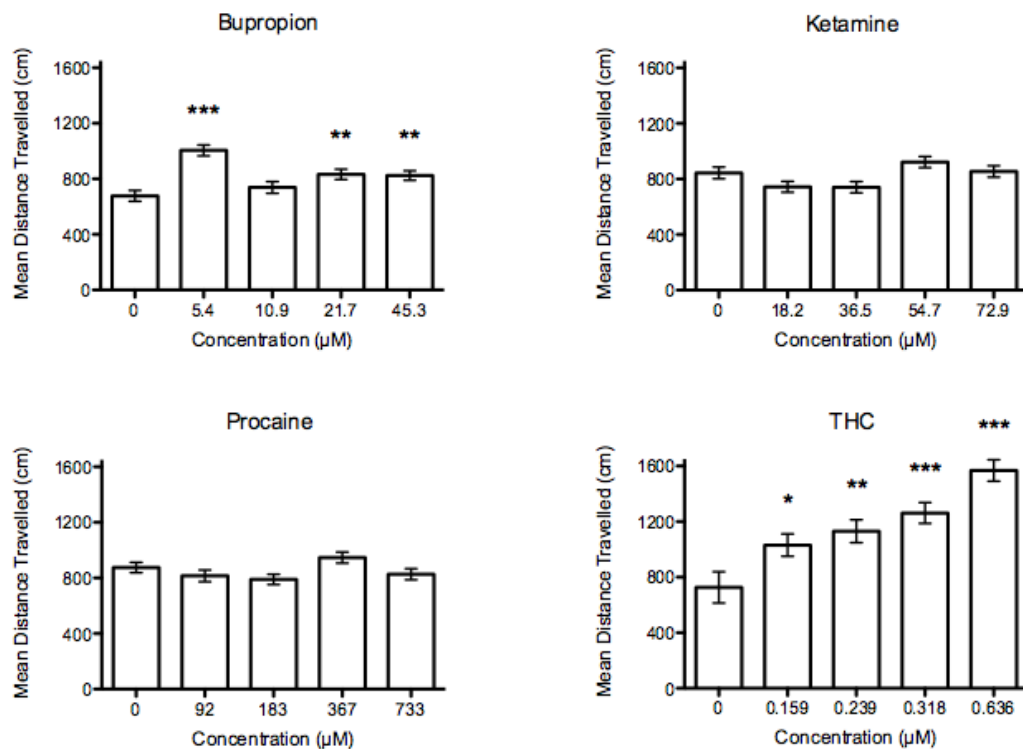 Bupropion
Mean Distance Travelled (cm)
1600
1200
800
400
0
***
**
**
0 5.4 10.9 21.7 45.3
Concentration (µM)
Ketamine
Mean Distance Travelled (cm)
1600
1200
800
400
0
0 18.2 36.5 54.7 72.9
Concentration (µM)
Procaine
Mean Distance Travelled (cm)
1600
1200
800
400
0
0 92 183 367 733
Concentration (µM)
THC
Mean Distance Travelled (cm)
1600
1200
800
400
0
*
**
***
***
0 0.159 0.239 0.318 0.636
Concentration (µM)